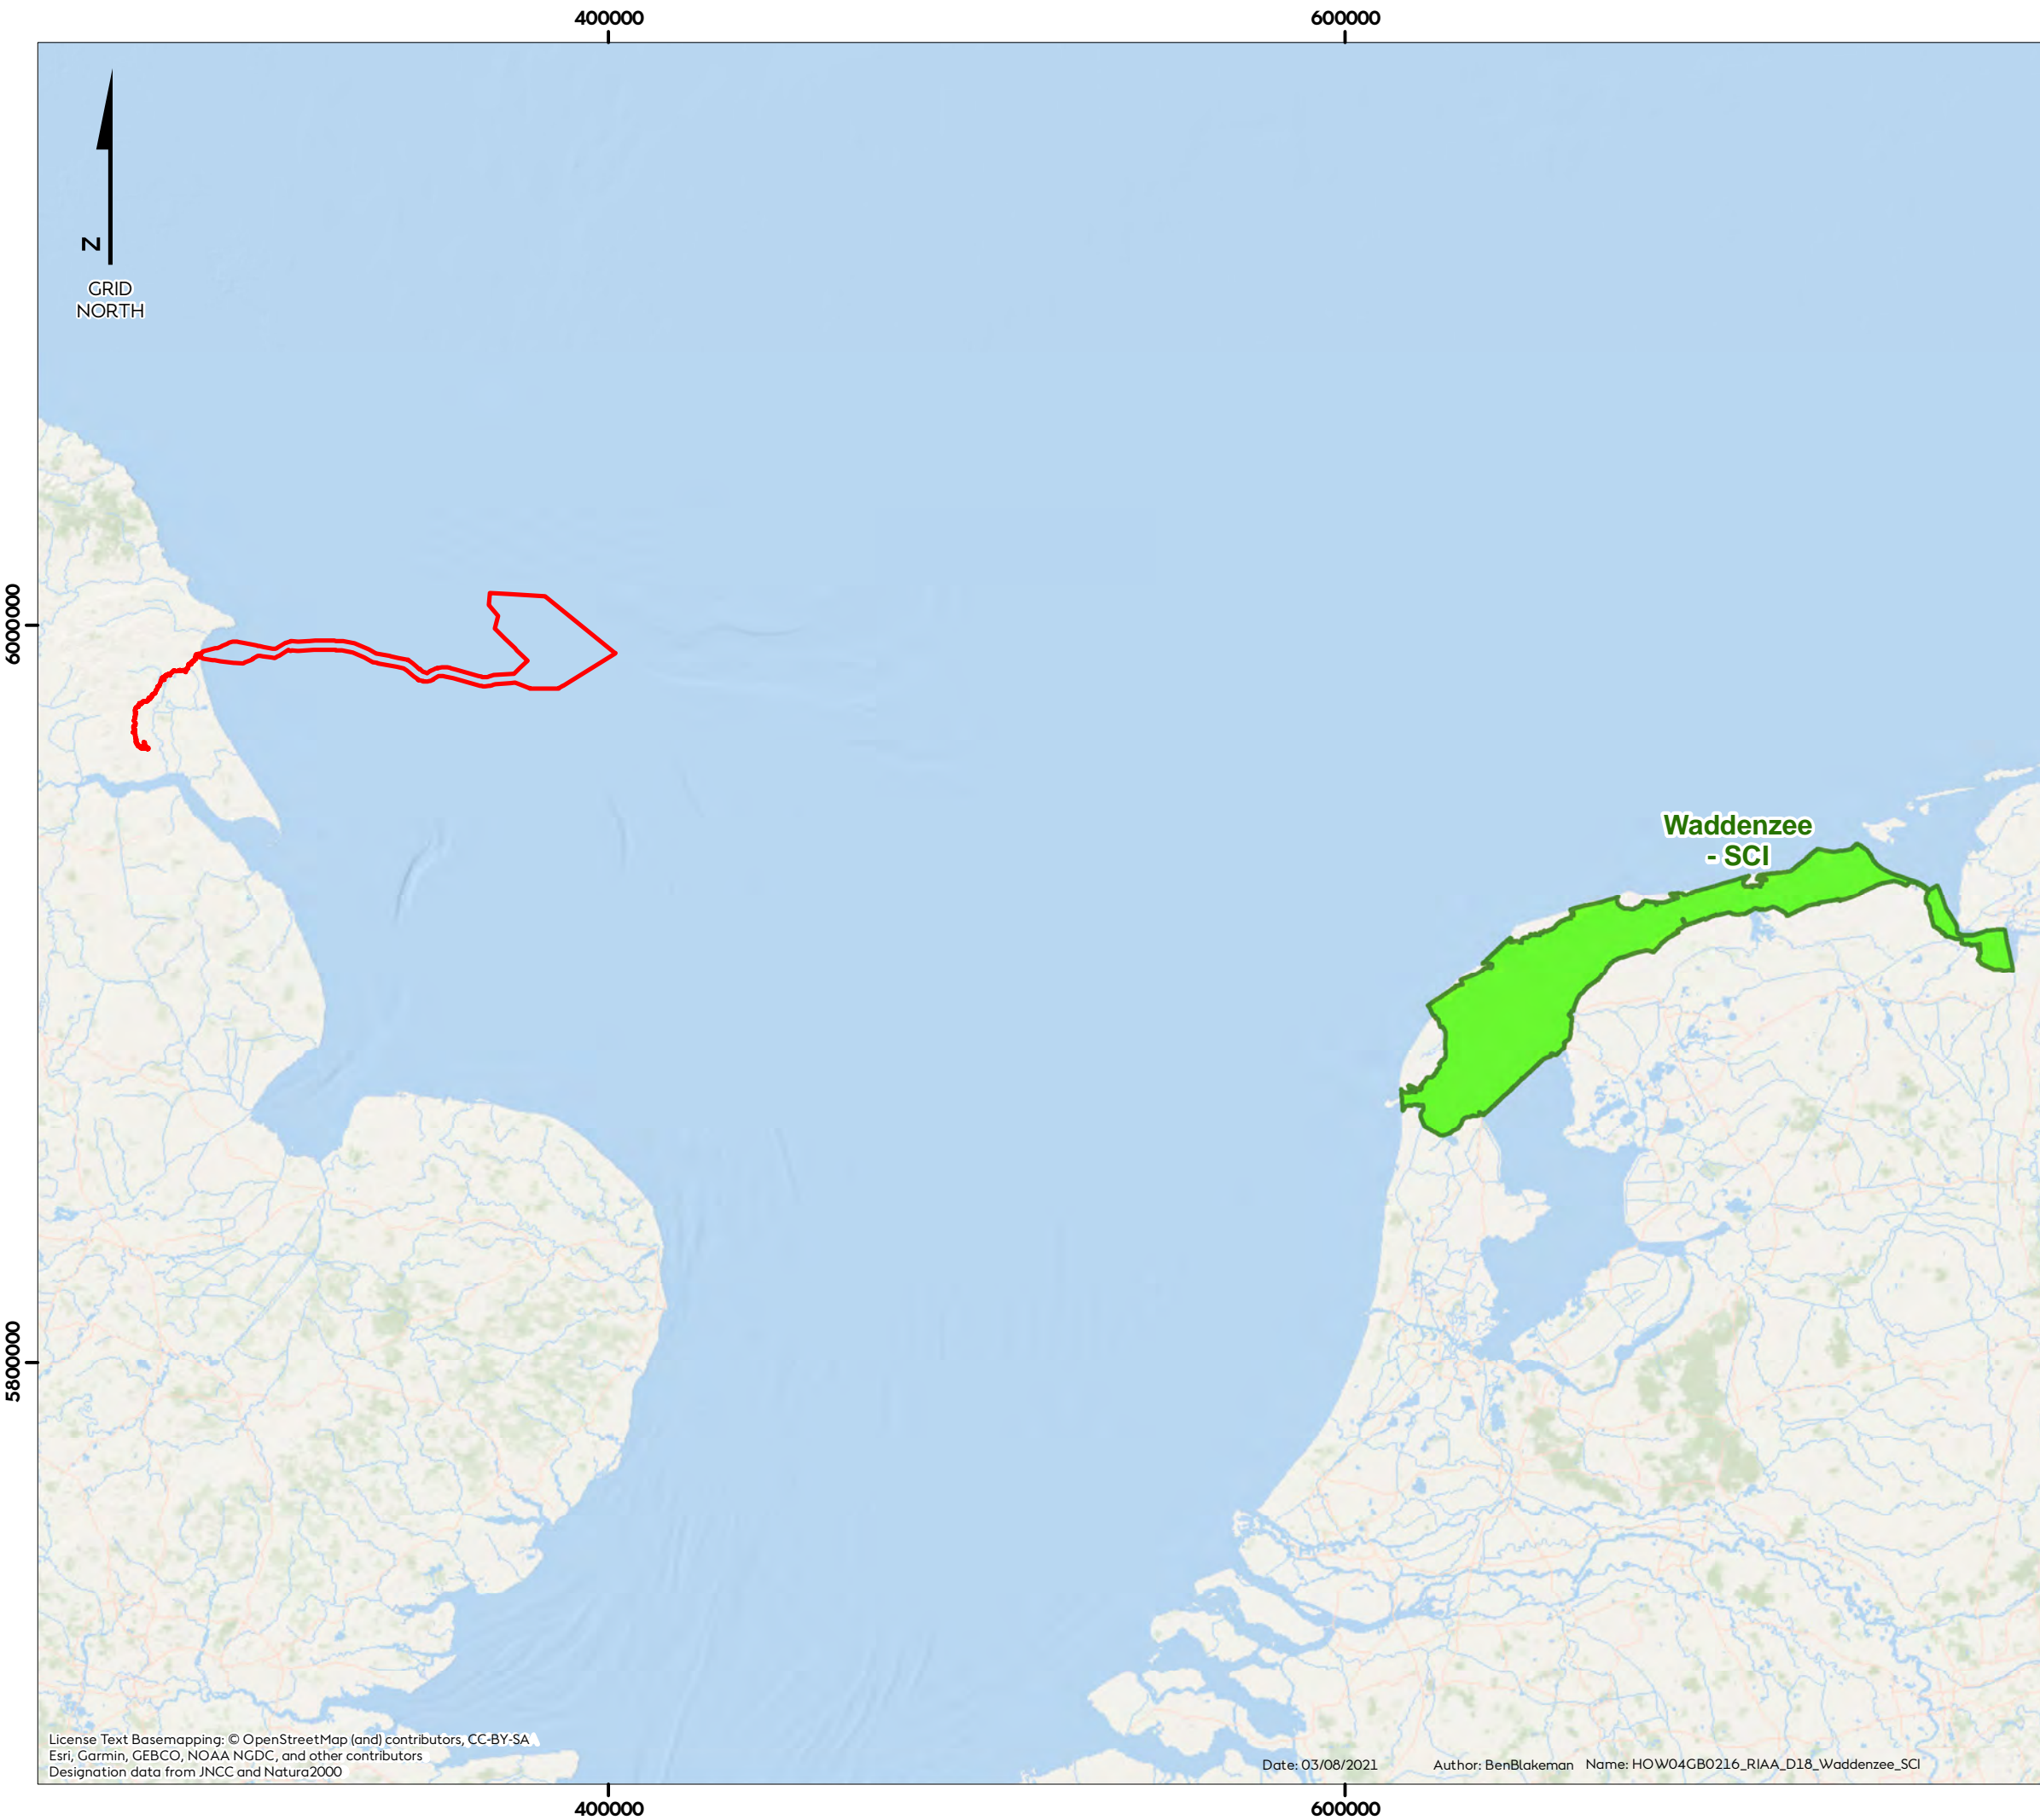 400000
600000
N
GRID
NORTH
6000000
Waddenzee
- SCI
5800000
License Text Basemapping: © OpenStreetMap (and) contributors, CC-BY-SA
Esri, Garmin, GEBCO, NOAA NGDC, and other contributors
Designation data from JNCC and Natura2000
Date: 03/08/2021
Author: BenBlakeman
Name: HOW04GB0216_RIAA_D18_Waddenzee_SCI
400000
600000